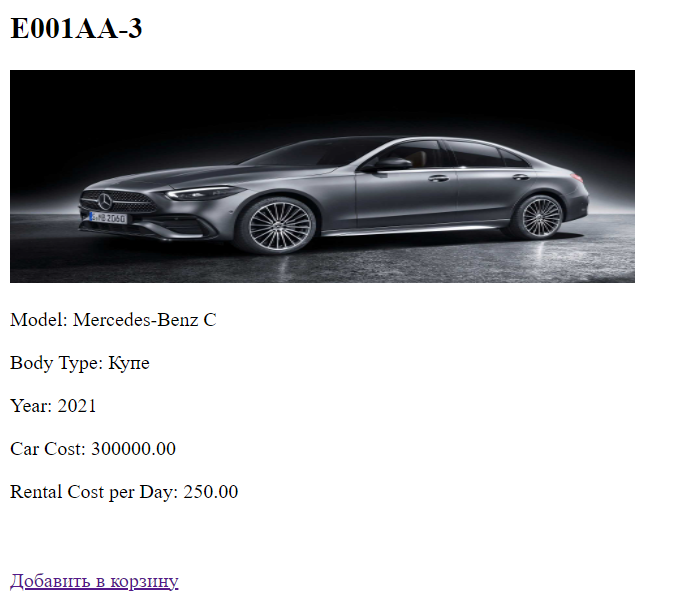 E001AA-3
Model: Mercedes-Benz C
Body Type: Купе
Year: 2021
Car Cost: 300000.00
Rental Cost per Day: 250.00
Добавить в корзину